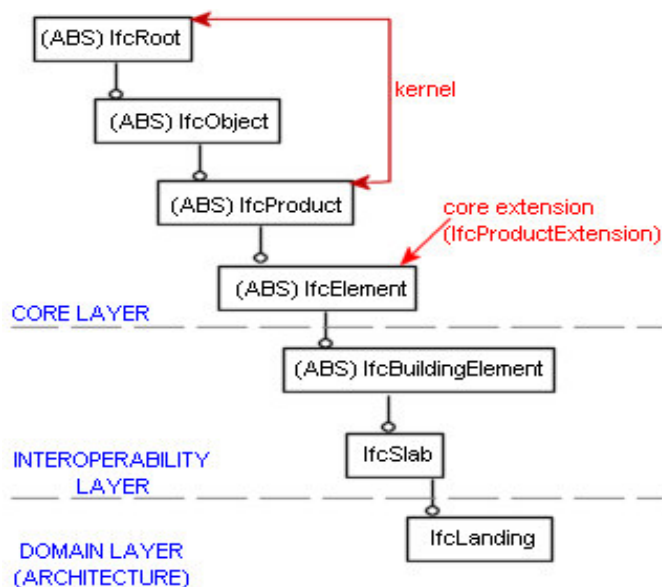 (ABS) IfcRoot
kernel
(ABS) IfcObject
(ABS) IfcProduct
core extension
(IfcProductExtension)
(ABS) IfcElement
CORE LAYER
(ABS) IfcBuildingElement
IfcSlab
INTEROPERABILITY
LAYER
IfcLanding
DOMAIN LAYER
(ARCHITECTURE)